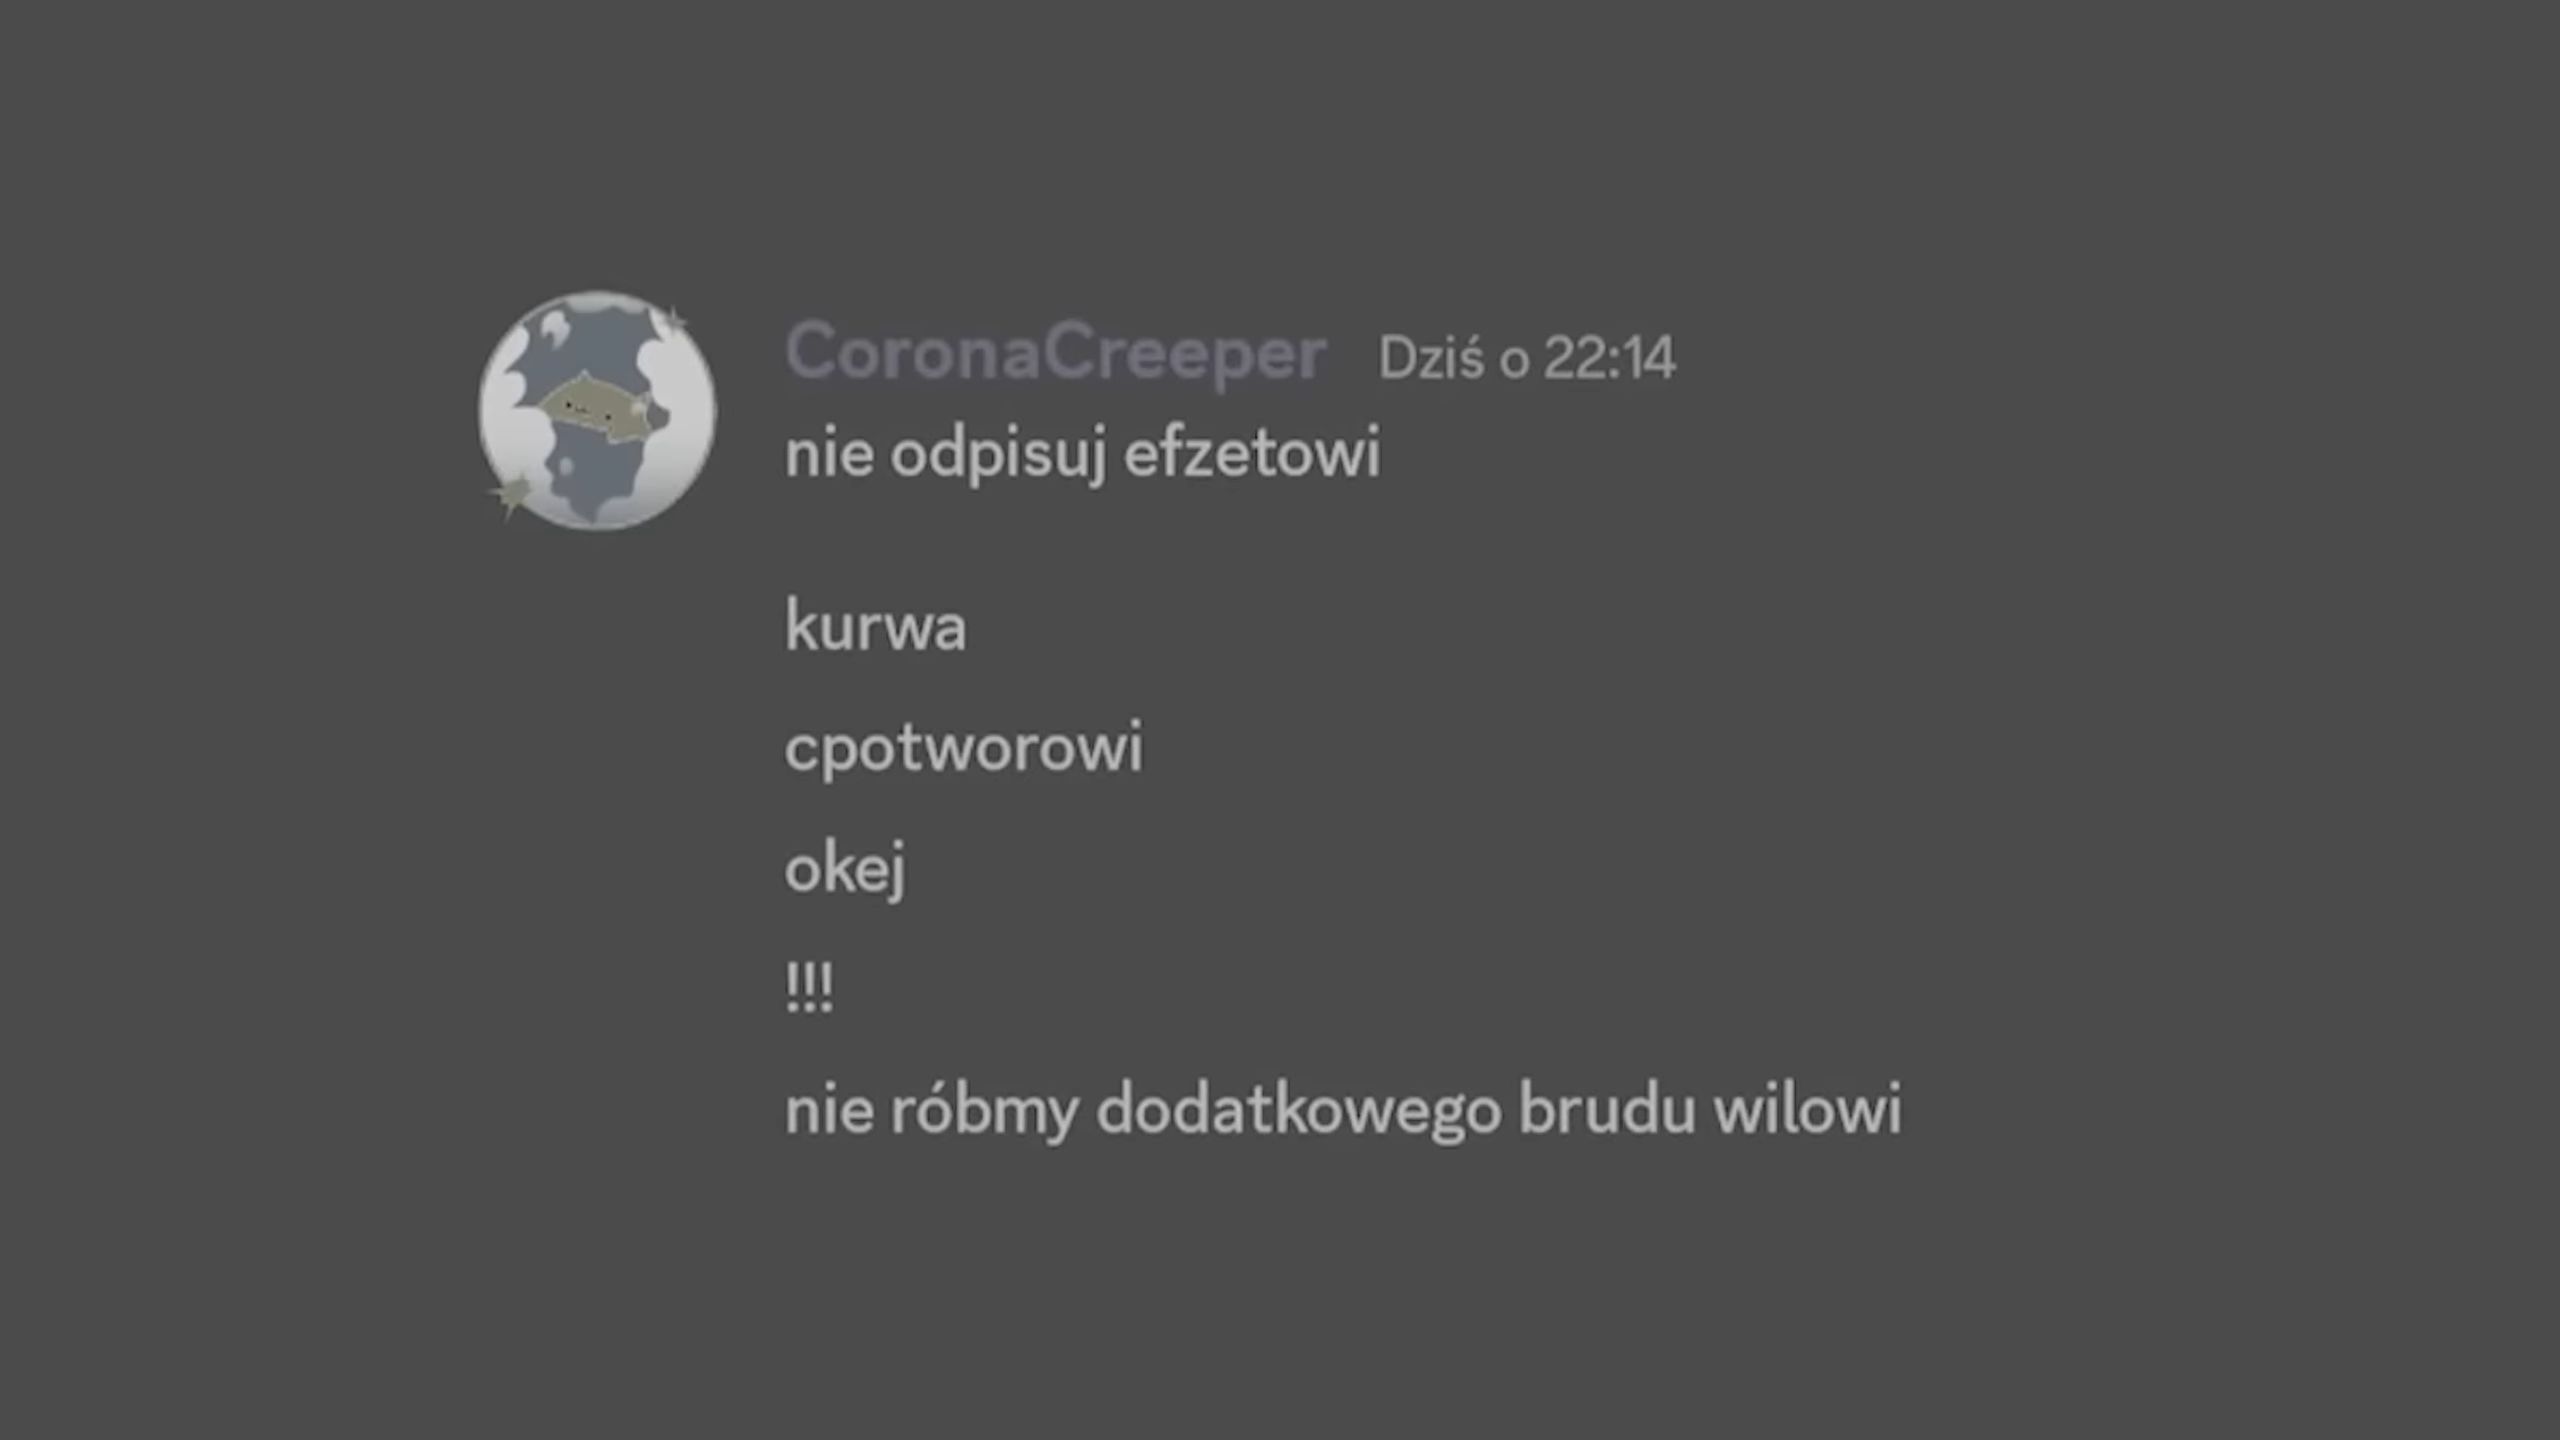 CoronaCreeper Dziś o 22:14
nie odpisuj efzetowi
kurwa
cpotworowi
okej
!!!
nie róbmy dodatkowego brudu wilowi